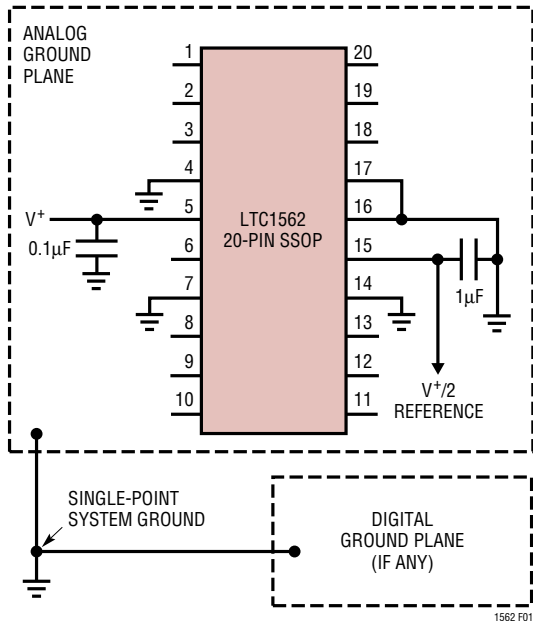 ANALOG
GROUND
PLANE
1
2
3
4
5
6
7
8
9
10
20
19
18
17
16
15
14
13
12
11
LTC1562
20-PIN SSOP
V+
0.1µF
1µF
V+/2
REFERENCE
SINGLE-POINT
SYSTEM GROUND
DIGITAL
GROUND PLANE
(IF ANY)
1562 F01